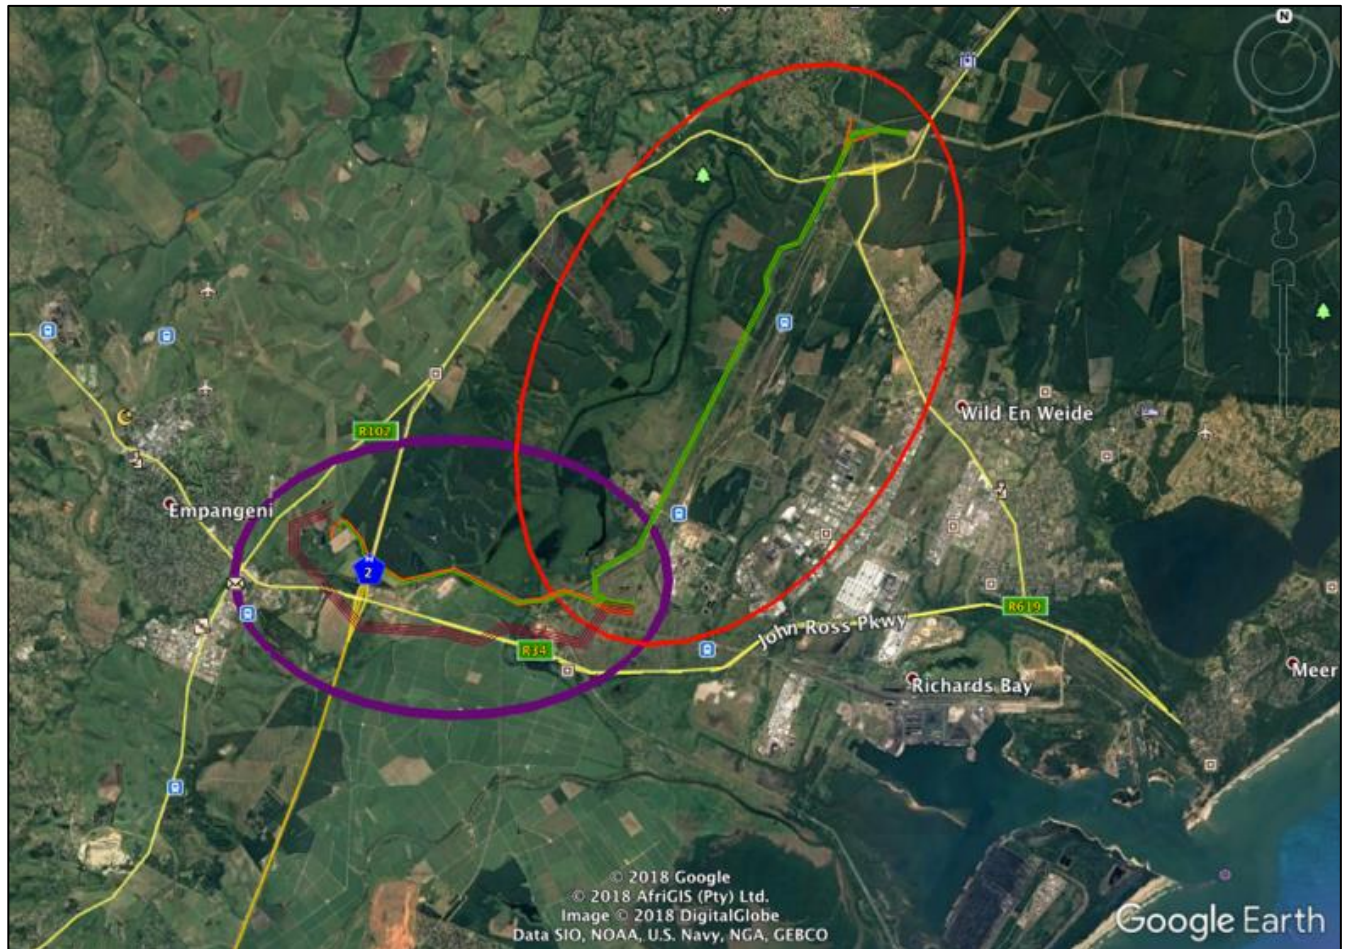 N
Wild En Weide
R102
Empangeni
2
R619
John Ross Pkwy
R34
Meer
Richards Bay
© 2018 Google
© 2018 AfriGIS (Pty) Ltd.
Image © 2018 DigitalGlobe
Data SIO, NOAA, U.S. Navy, NGA, GEBCO
Google Earth